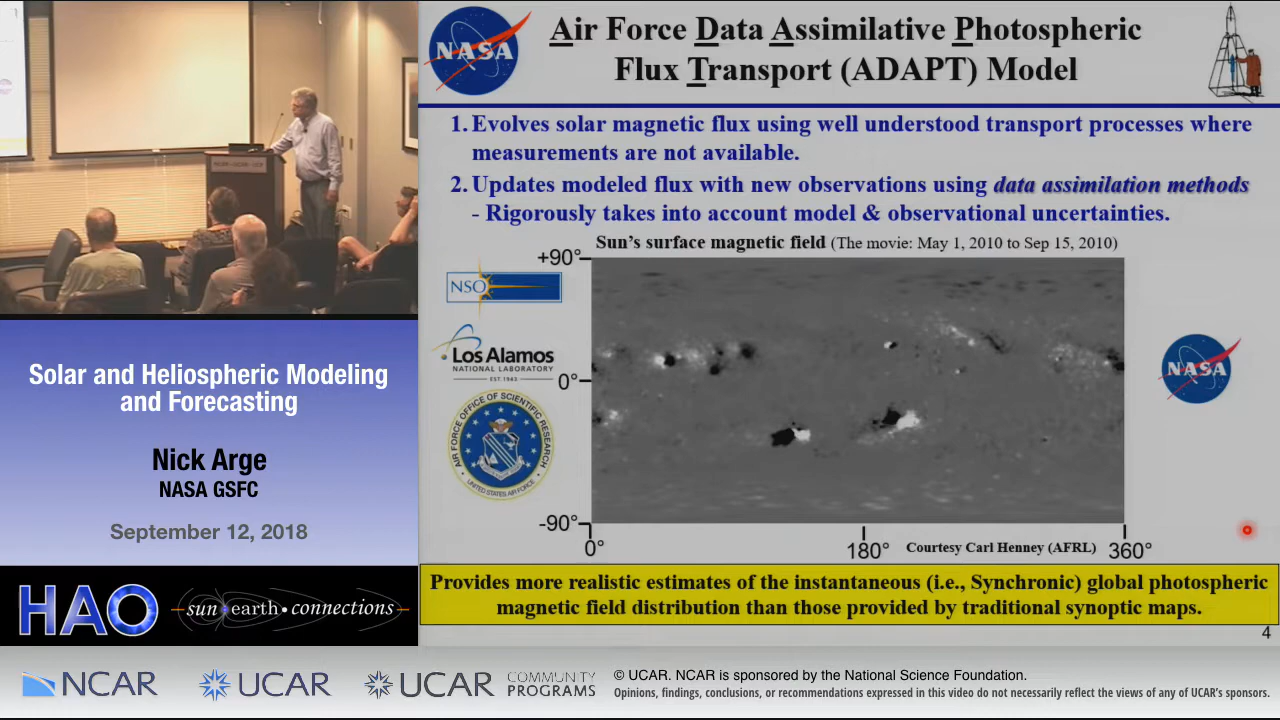 NASA
Air Force Data Assimilative Photospheric
Flux Transport (ADAPT) Model
1. Evolves solar magnetic flux using well understood transport processes where
measurements are not available.
2. Updates modeled flux with new observations using data assimilation methods
- Rigorously takes into account model & observational uncertainties.
Sun's surface magnetic field (The movie: May 1, 2010 to Sep 15, 2010)
+90°
NSO
Los Alamos
NATIONAL LABORATORY
EST. 1943
0°
AIR FORCE OFFICE OF SCIENTIFIC RESEARCH
UNITED STATES AIR FORCE
NASA
-90°
0°
180°
Courtesy Carl Henney (AFRL)
360°
Provides more realistic estimates of the instantaneous (i.e., Synchronic) global photospheric
magnetic field distribution than those provided by traditional synoptic maps.
4
NCAR-UCAR-UCP
Solar and Heliospheric Modeling
and Forecasting
Nick Arge
NASA GSFC
September 12, 2018
HAO
sun earth • connections
NCAR
UCAR
UCAR
COMMUNITY
PROGRAMS
© UCAR. NCAR is sponsored by the National Science Foundation.
Opinions, findings, conclusions, or recommendations expressed in this video do not necessarily reflect the views of any of UCAR's sponsors.